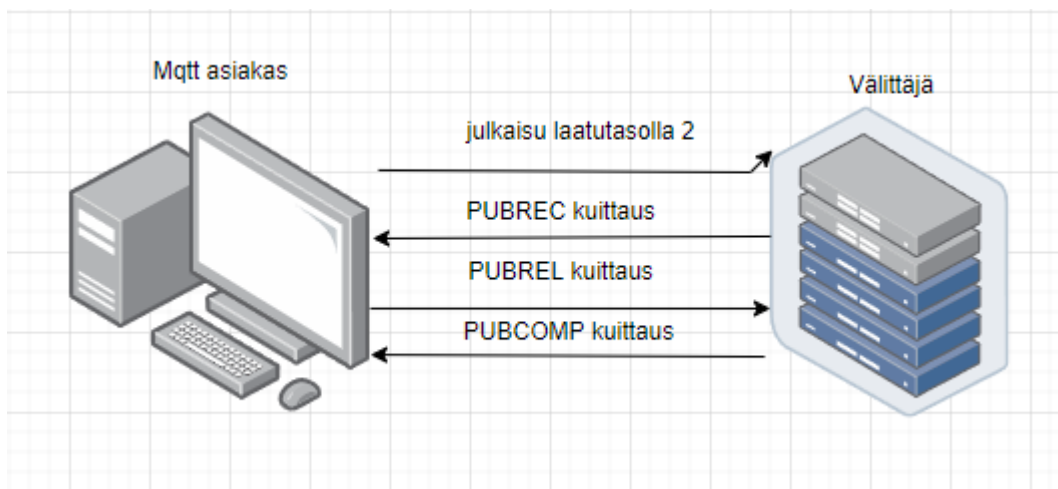 Mqtt asiakas
Välittäjä
julkaisu laatutasolla 2
PUBREC kuittaus
PUBREL kuittaus
PUBCOMP kuittaus